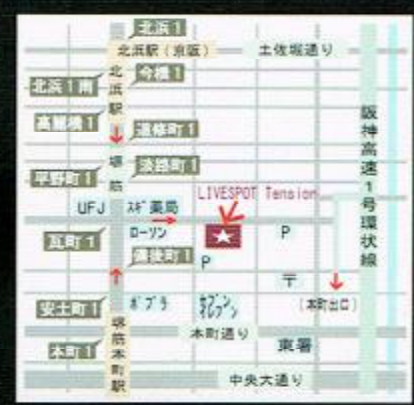 北浜1
北浜駅(京阪)
土佐堀通り
今橋1
北浜1南
北浜駅
高麗橋1
道修町1
阪神高速1号環状線
堺筋
淡路町1
平野町1
LIVESPOT Tension
UFJ
スギ薬局
ローソン
P
瓦町1
備後町1
P
〒
安土町1
ポプラ
セブンイレブン
(本町出口)
本町通り
本町1
堺筋本町駅
東署
中央大通り